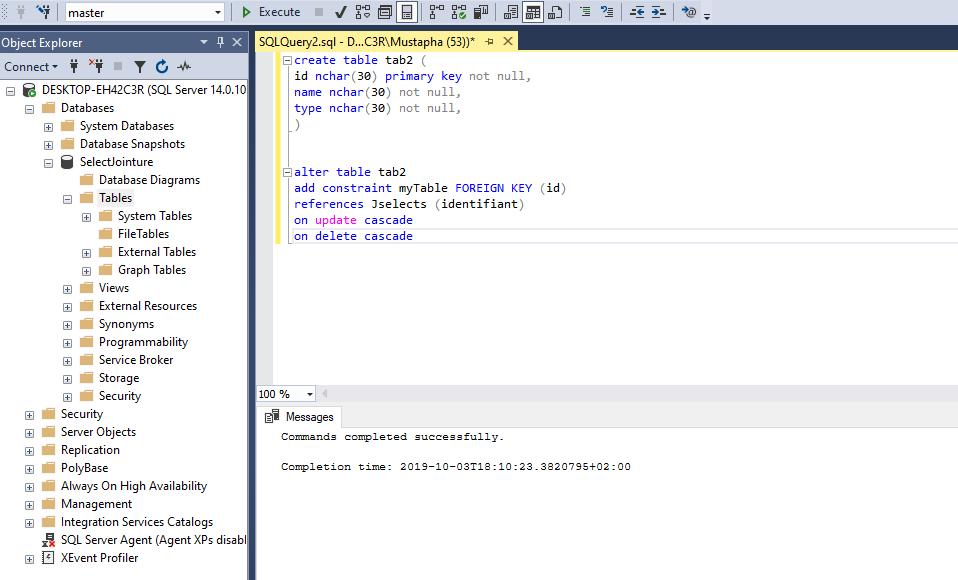 master
Execute
Object Explorer
Connect
DESKTOP-EH42C3R (SQL Server 14.0.10
Databases
System Databases
Database Snapshots
SelectJointure
Database Diagrams
Tables
System Tables
FileTables
External Tables
Graph Tables
Views
External Resources
Synonyms
Programmability
Service Broker
Storage
Security
Security
Server Objects
Replication
PolyBase
Always On High Availability
Management
Integration Services Catalogs
SQL Server Agent (Agent XPs disabl
XEvent Profiler
SQLQuery2.sql - D...C3R\Mustapha (53))*
create table tab2 (
id nchar(30) primary key not null,
name nchar(30) not null,
type nchar(30) not null,
)
alter table tab2
add constraint myTable FOREIGN KEY (id)
references Jselects (identifiant)
on update cascade
on delete cascade
100 %
Messages
Commands completed successfully.
Completion time: 2019-10-03T18:10:23.3820795+02:00